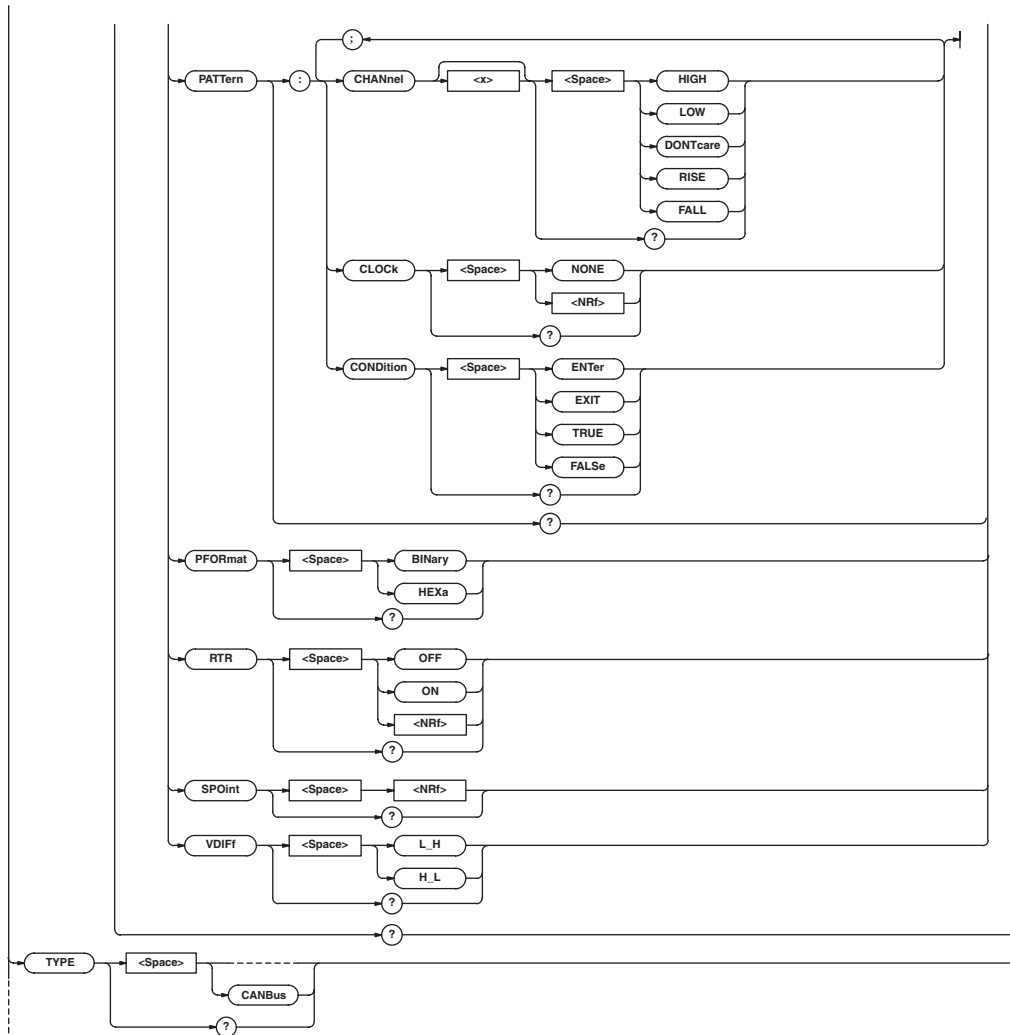 ;
PATTern : CHANnel <x> <Space> HIGH
LOW
DONTcare
RISE
FALL
?
CLOCk <Space> NONE
<NRf>
?
CONDition <Space> ENTer
EXIT
TRUE
FALSe
?
?
PFORmat <Space> BINary
HEXa
?
RTR <Space> OFF
ON
<NRf>
?
SPOint <Space> <NRf>
?
VDIFf <Space> L_H
H_L
?
?
TYPE <Space>
CANBus
?